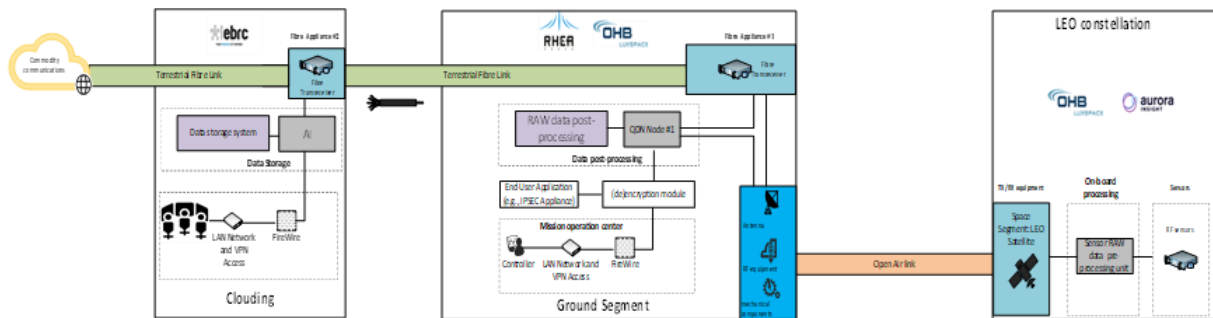 Commodity
communications
Terrestrial Fibre Link
ebrc
Fibre Appliance #2
Fibre
Transceiver
Data storage system
AI
Data Storage
LAN Network
and VPN
Access
FireWire
Clouding
Terrestrial Fibre Link
RHEA
OHB
LUXSPACE
Fibre Appliance #1
Fibre
Transceiver
RAW data post-
processing
QDN Node #1
Data post-processing
End-User Application
(e.g., IPSEC Appliance)
(de)encryption module
Mission operation center
Controller
LAN Network and
VPN Access
FireWire
Ground Segment
Antenna
RF equipment
mechanical
components
Open Air link
LEO constellation
OHB
LUXSPACE
aurora
INSIGHT
TX/RX equipment
Space
Segment: LEO
Satellite
On-board
processing
Sensor RAW
data pre
processing unit
Sensors
RF sensors